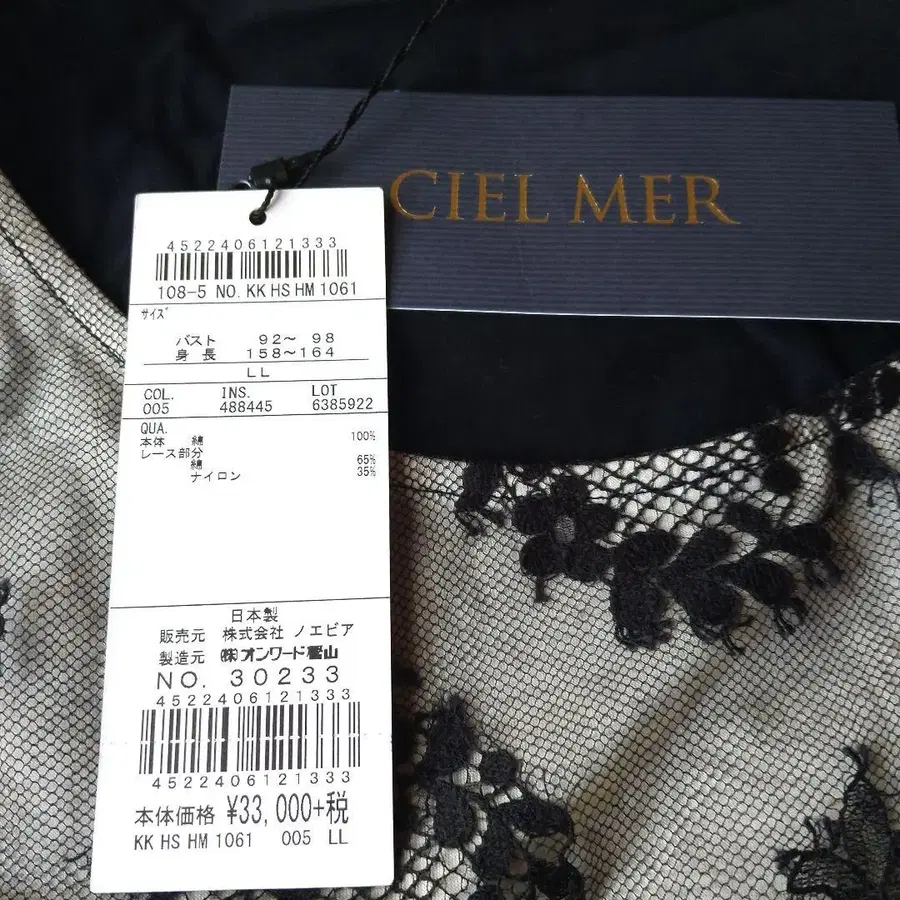 CIEL MER
4522406121333
108-5 NO. KK HS HM 1061
サイズ
バスト 92～ 98
身長 158～164
LL
COL. INS. LOT
005 488445 6385922
QUA.
本体 綿 100%
レース部分
綿 65%
ナイロン 35%
日本製
販売元 株式会社 ノエビア
製造元 ㈱オンワード樫山
NO. 30233
4522406121333
4522406121333
本体価格 ¥33,000+税
KK HS HM 1061 005 LL